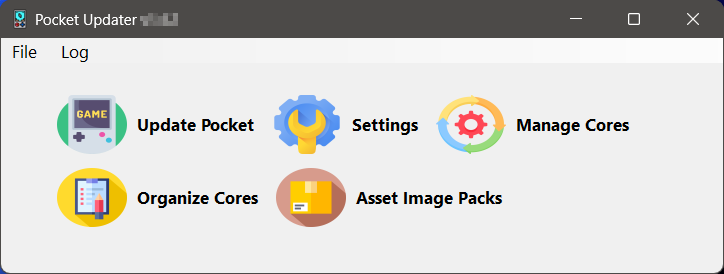 Pocket Updater
File Log
GAME
Update Pocket Settings Manage Cores
Organize Cores Asset Image Packs